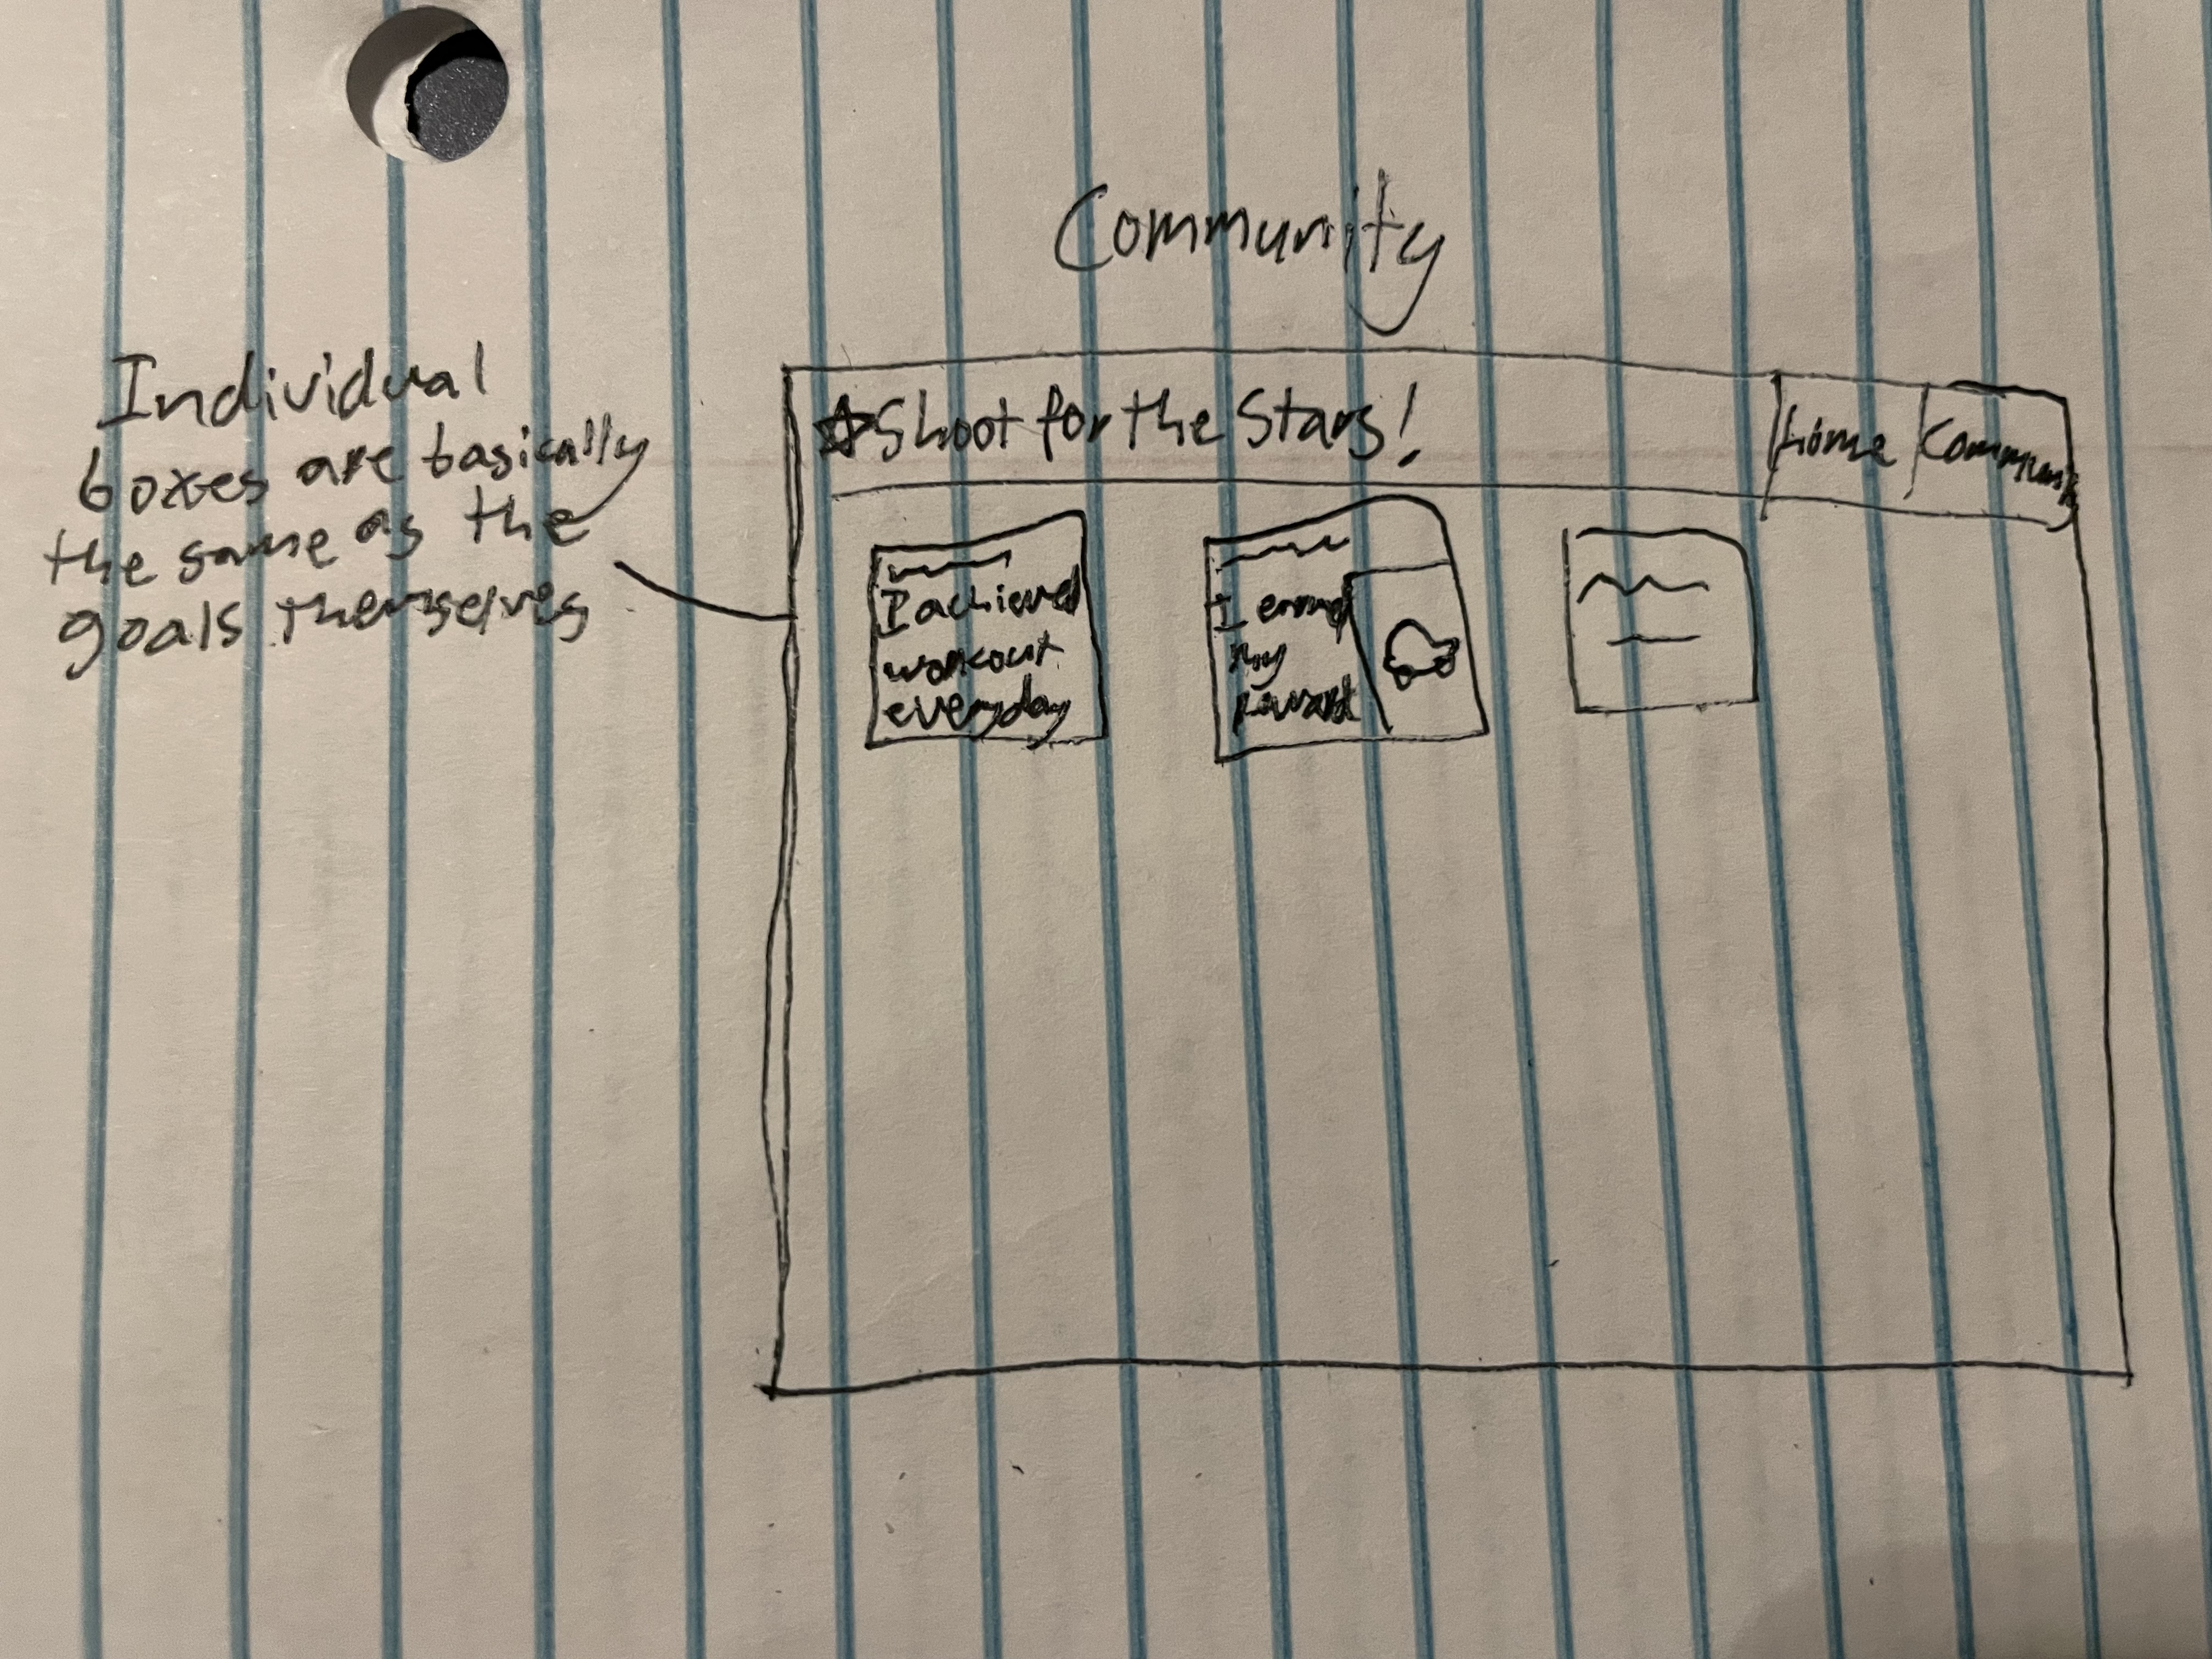 Community
Individual
boxes are basically
the same as the
goals themselves
Shoot for the Stars!
Home
Community
I achieved
workout
everyday
I earned
my
reward